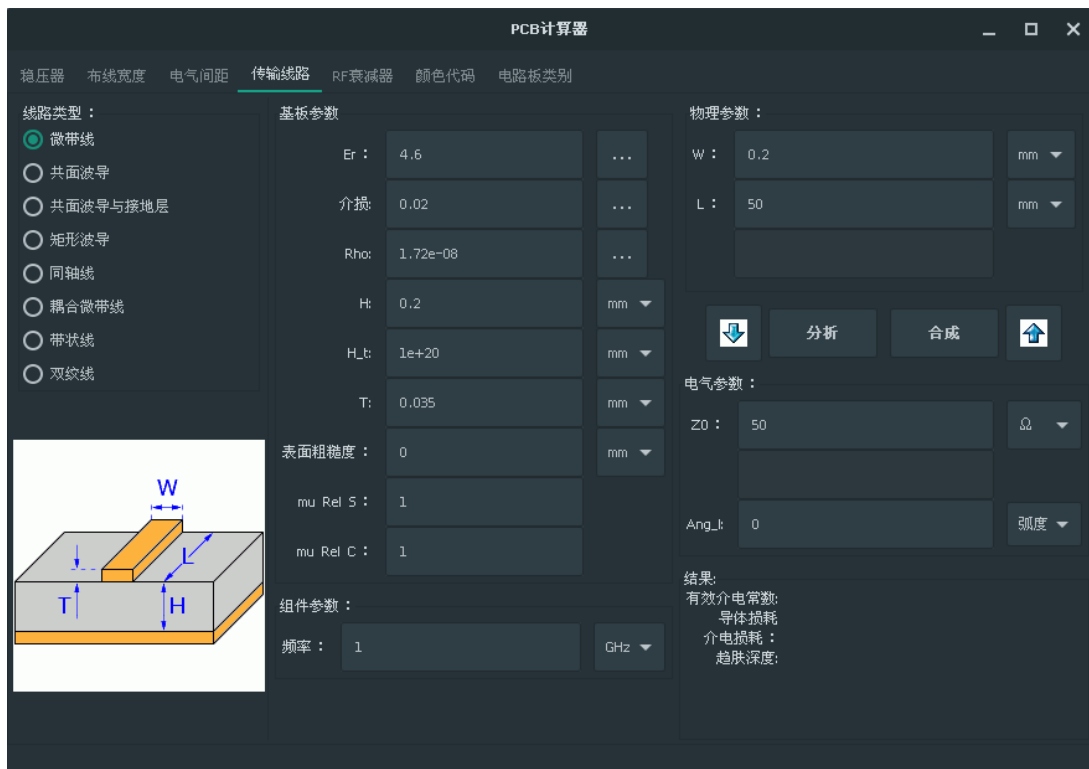 PCB计算器
稳压器 布线宽度 电气间距 传输线路 RF衰减器 颜色代码 电路板类别
线路类型：
微带线
共面波导
共面波导与接地层
矩形波导
同轴线
耦合微带线
带状线
双绞线
W
L
T
H
基板参数
Er： 4.6 ...
介损: 0.02 ...
Rho: 1.72e-08 ...
H: 0.2 mm
H_t: 1e+20 mm
T: 0.035 mm
表面粗糙度： 0 mm
mu Rel S： 1
mu Rel C： 1
组件参数：
频率： 1 GHz
物理参数：
W： 0.2 mm
L： 50 mm
分析 合成
电气参数：
Z0： 50 Ω
Ang_l: 0 弧度
结果:
有效介电常数:
导体损耗
介电损耗：
趋肤深度: